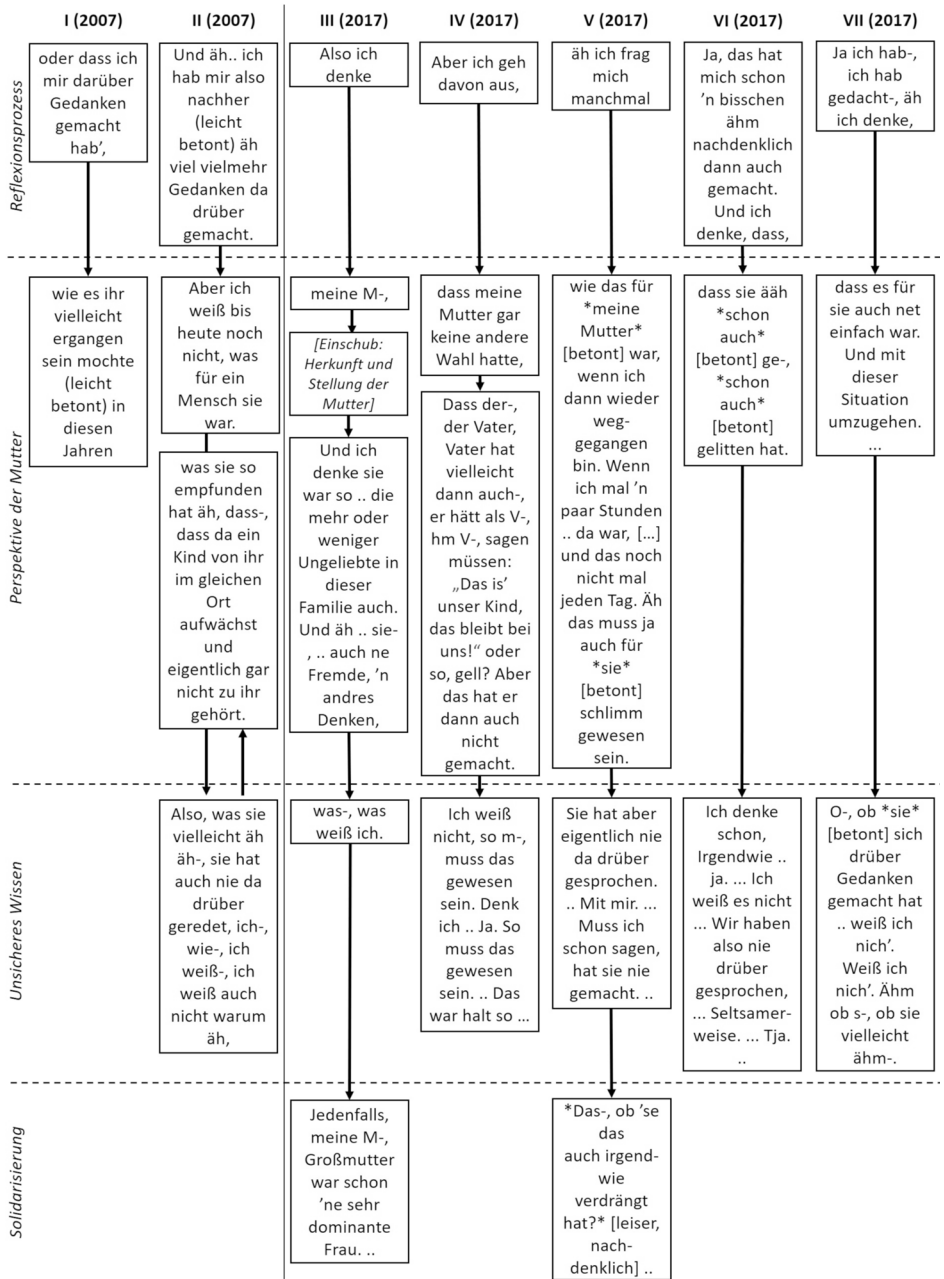 I (2007)
II (2007)
III (2017)
IV (2017)
V (2017)
VI (2017)
VII (2017)
Reflexionsprozess
oder dass ich
mir darüber
Gedanken
gemacht
hab’,
Und äh.. ich
hab mir also
nachher
(leicht
betont) äh
viel vielmehr
Gedanken da
drüber
gemacht.
Also ich
denke
Aber ich geh
davon aus,
äh ich frag
mich
manchmal
Ja, das hat
mich schon
’n bisschen
ähm
nachdenklich
dann auch
gemacht.
Und ich
denke, dass,
Ja ich hab-,
ich hab
gedacht-, äh
ich denke,
Perspektive der Mutter
wie es ihr
vielleicht
ergangen
sein mochte
(leicht
betont) in
diesen
Jahren
Aber ich
weiß bis
heute noch
nicht, was
für ein
Mensch sie
war.
was sie so
empfunden
hat äh, dass-,
dass da ein
Kind von ihr
im gleichen
Ort
aufwächst
und
eigentlich gar
nicht zu ihr
gehört.
meine M-,
[Einschub:
Herkunft und
Stellung der
Mutter]
Und ich
denke sie
war so .. die
mehr oder
weniger
Ungeliebte in
dieser
Familie auch.
Und äh .. sie-
, .. auch ne
Fremde, ’n
andres
Denken,
dass meine
Mutter gar
keine andere
Wahl hatte,
Dass der-,
der Vater,
Vater hat
vielleicht
dann auch-,
er hätt als V-,
hm V-, sagen
müssen:
„Das is’
unser Kind,
das bleibt bei
uns!“ oder
so, gell? Aber
das hat er
dann auch
nicht
gemacht.
wie das für
*meine
Mutter*
[betont] war,
wenn ich
dann wieder
weg-
gegangen
bin. Wenn
ich mal ’n
paar Stunden
.. da war, […]
und das noch
nicht mal
jeden Tag. Äh
das muss ja
auch für
*sie*
[betont]
schlimm
gewesen
sein.
dass sie ääh
*schon
auch*
[betont] ge-,
*schon
auch*
[betont]
gelitten hat.
dass es für
sie auch net
einfach war.
Und mit
dieser
Situation
umzugehen.
...
Unsicheres Wissen
Also, was sie
vielleicht äh
äh-, sie hat
auch nie da
drüber
geredet, ich-,
wie-, ich
weiß-, ich
weiß auch
nicht warum
äh,
was-, was
weiß ich.
Ich weiß
nicht, so m-,
muss das
gewesen
sein. Denk
ich .. Ja. So
muss das
gewesen
sein. .. Das
war halt so ...
Sie hat aber
eigentlich nie
da drüber
gesprochen.
.. Mit mir. ...
Muss ich
schon sagen,
hat sie nie
gemacht. ..
Ich denke
schon,
Irgendwie ..
ja. ... Ich
weiß es nicht
... Wir haben
also nie
drüber
gesprochen,
... Seltsamer-
weise. ... Tja.
..
O-, ob *sie*
[betont] sich
drüber
Gedanken
gemacht hat
.. weiß ich
nich’.
Weiß ich
nich’. Ähm
ob s-, ob sie
vielleicht
ähm-.
Solidarisierung
Jedenfalls,
meine M-,
Großmutter
war schon
’ne sehr
dominante
Frau. ..
*Das-, ob ’se
das
auch irgend-
wie
verdrängt
hat?* [leiser,
nach-
denklich] ..